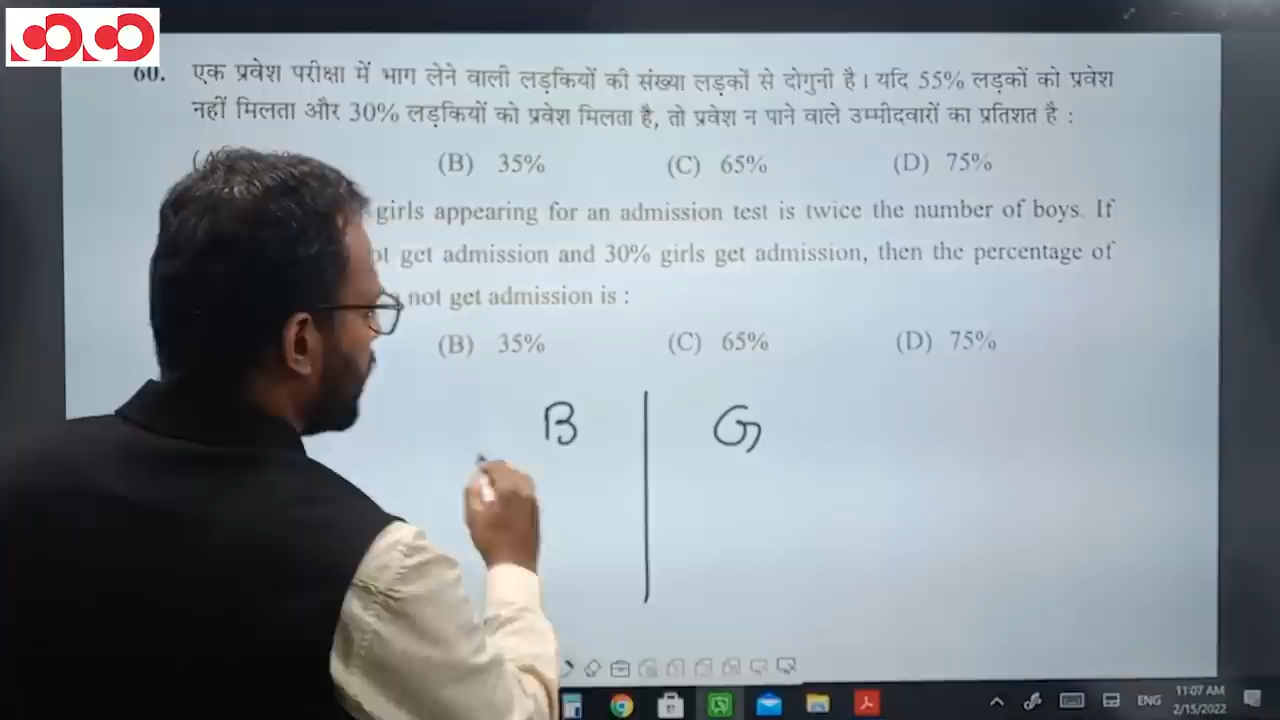 60. एक प्रवेश परीक्षा में भाग लेने वाली लड़कियों की संख्या लड़कों से दोगुनी है। यदि 55% लड़कों को प्रवेश
नहीं मिलता और 30% लड़कियों को प्रवेश मिलता है, तो प्रवेश न पाने वाले उम्मीदवारों का प्रतिशत है :
(B) 35% (C) 65% (D) 75%
girls appearing for an admission test is twice the number of boys. If
get admission and 30% girls get admission, then the percentage of
not get admission is :
(B) 35% (C) 65% (D) 75%
B G
ENG 11:07 AM
2/15/2022